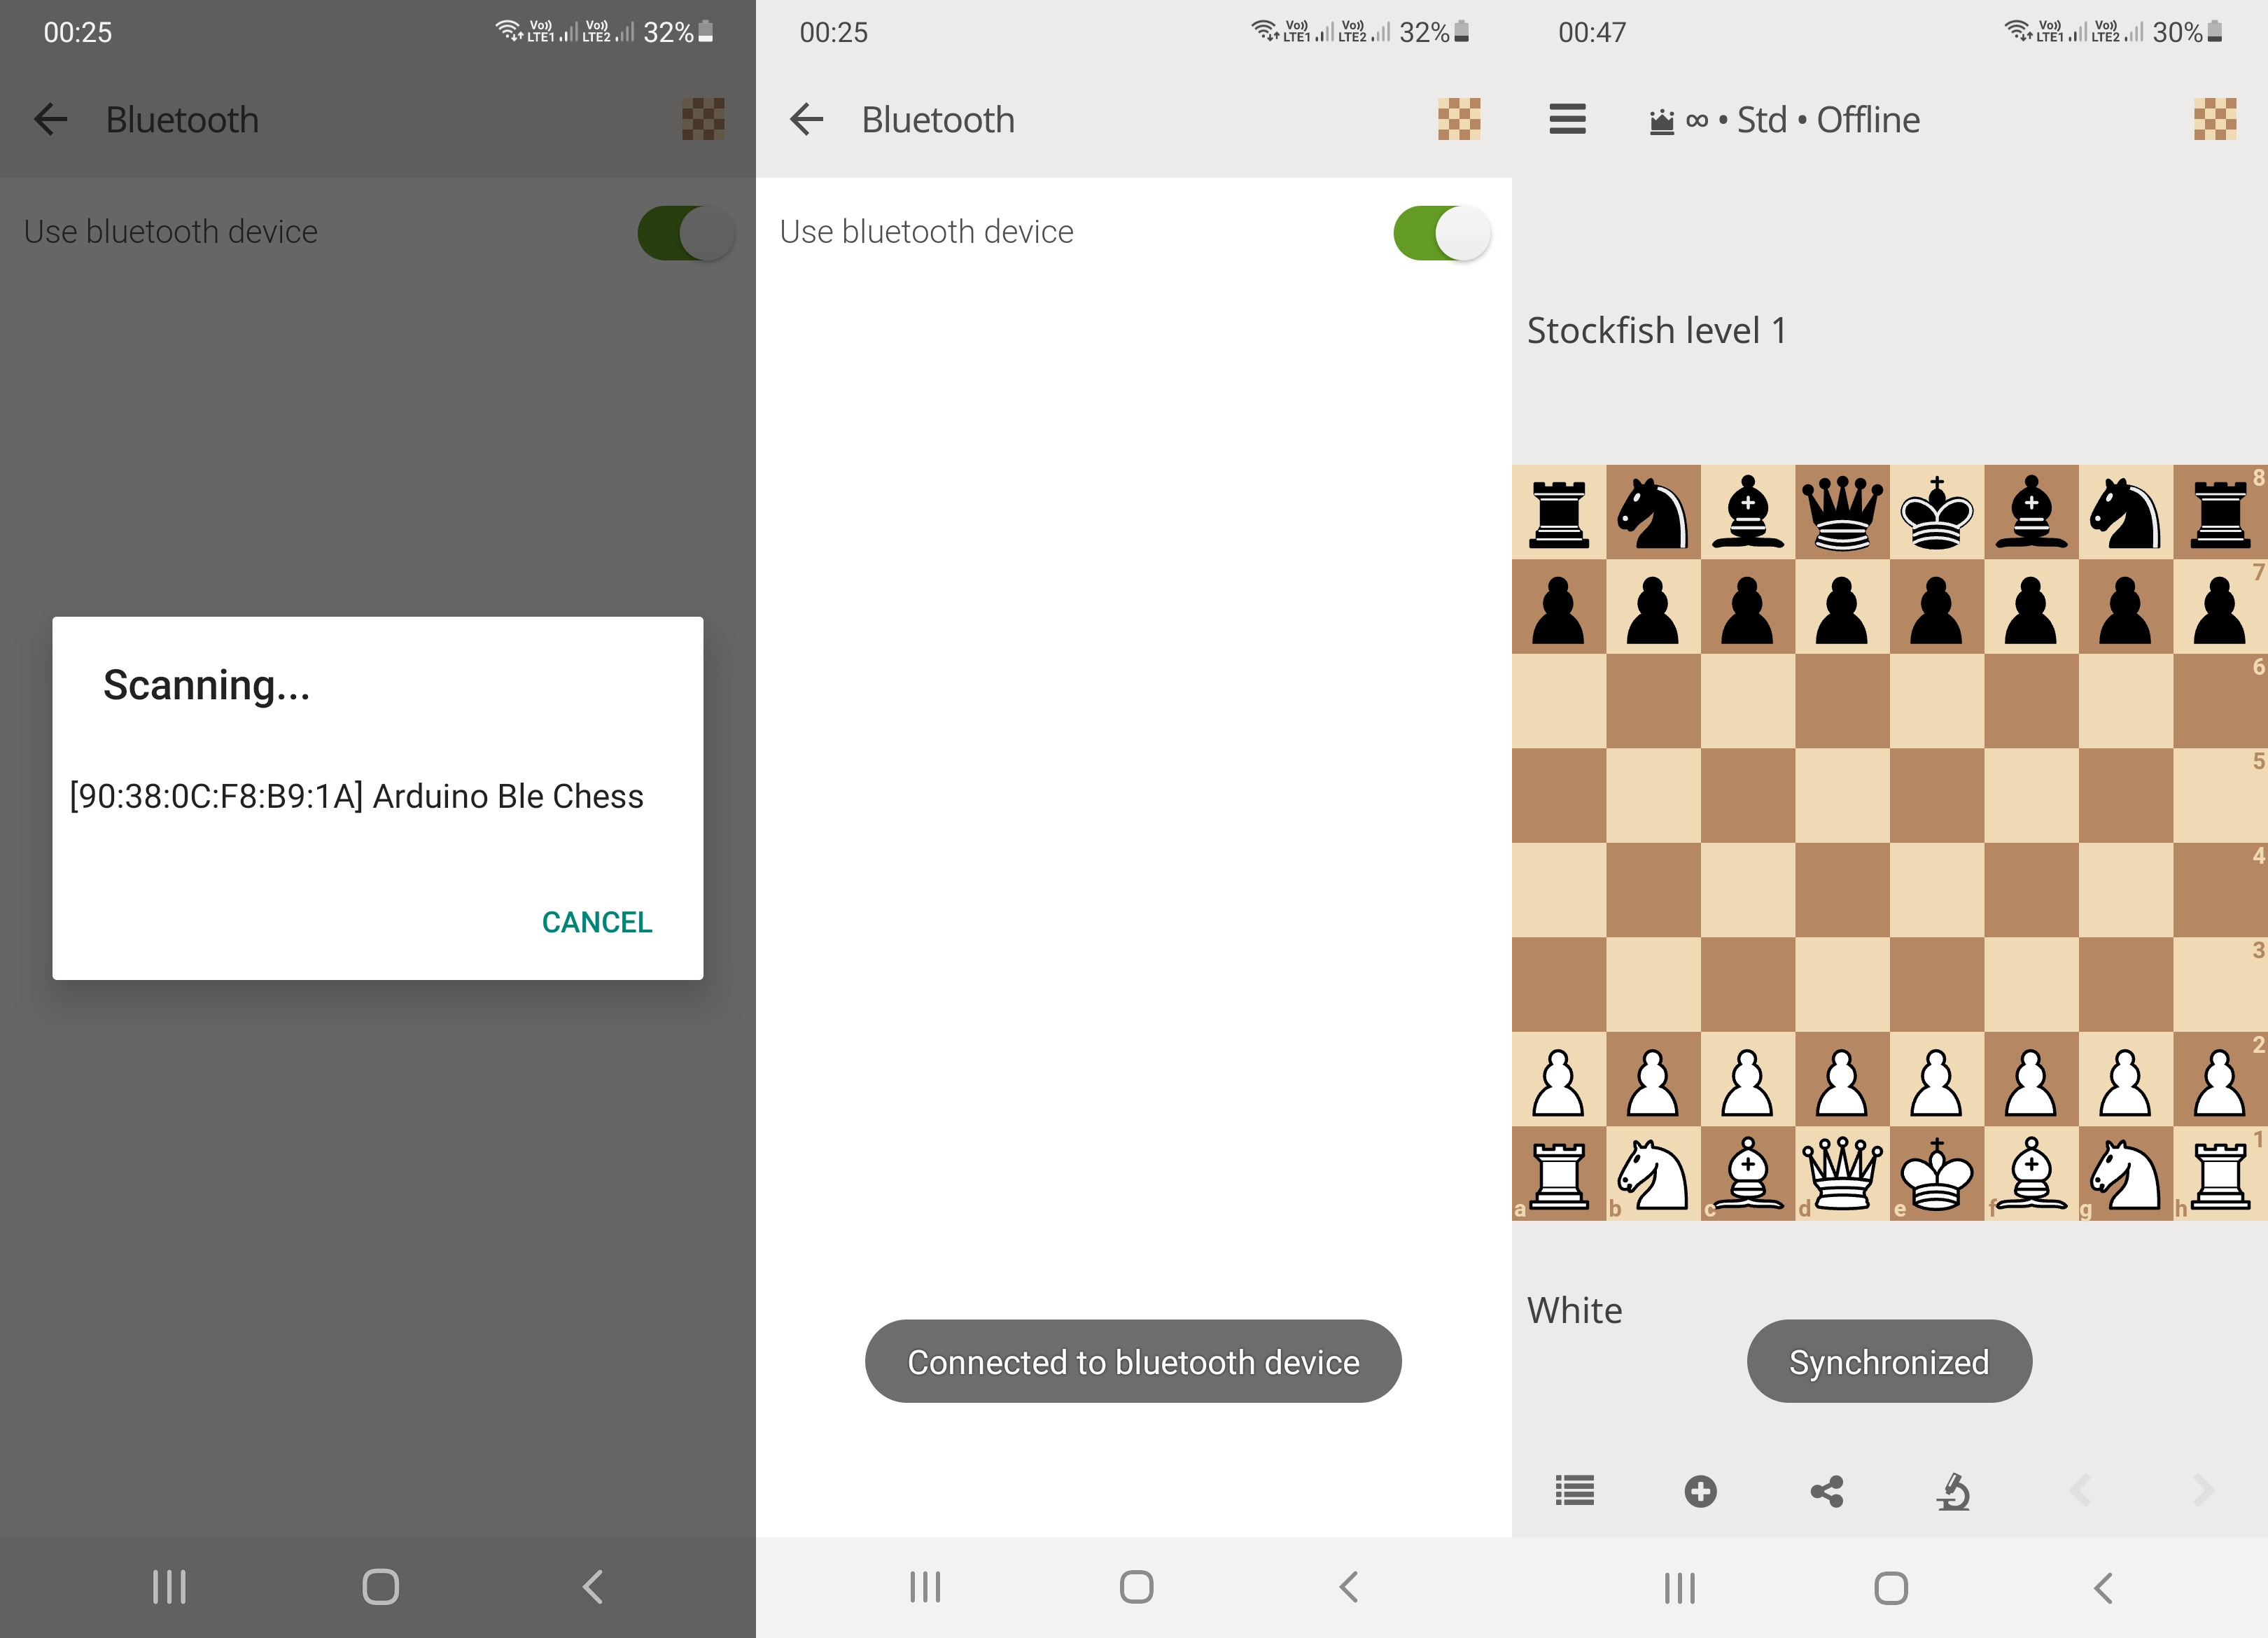 00:25
Vo)) LTE1 Vo)) LTE2 32%
Bluetooth
Use bluetooth device
Scanning...
[90:38:0C:F8:B9:1A] Arduino Ble Chess
CANCEL
00:25
Vo)) LTE1 Vo)) LTE2 32%
Bluetooth
Use bluetooth device
Connected to bluetooth device
00:47
Vo)) LTE1 Vo)) LTE2 30%
∞ • Std • Offline
Stockfish level 1
8
7
6
5
4
3
2
1
a b c d e f g h
White
Synchronized